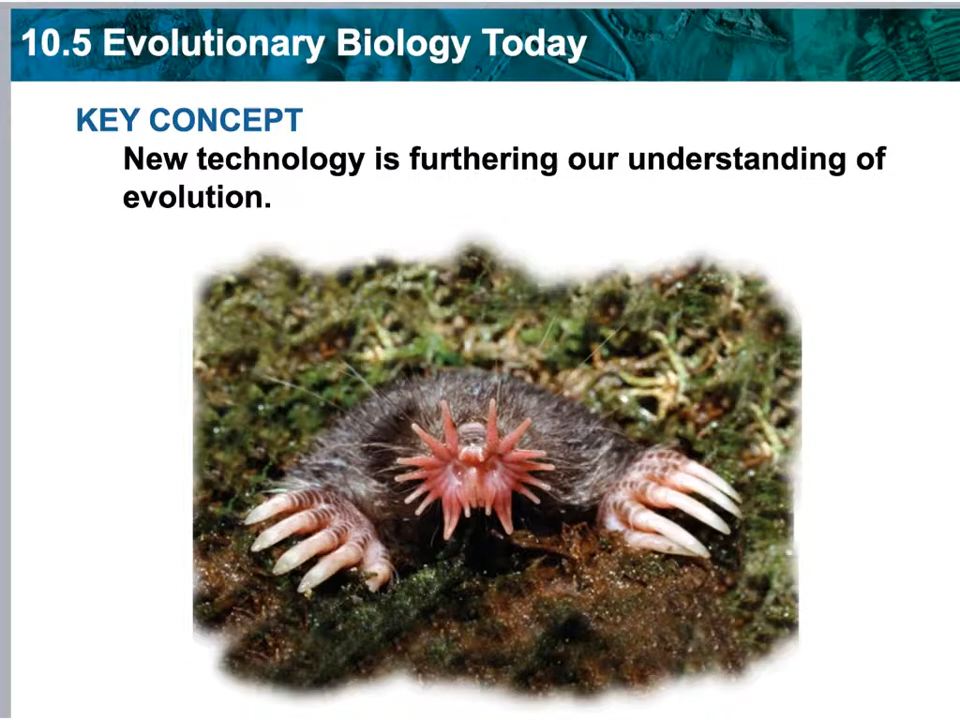 10.5 Evolutionary Biology Today
KEY CONCEPT
New technology is furthering our understanding of
evolution.